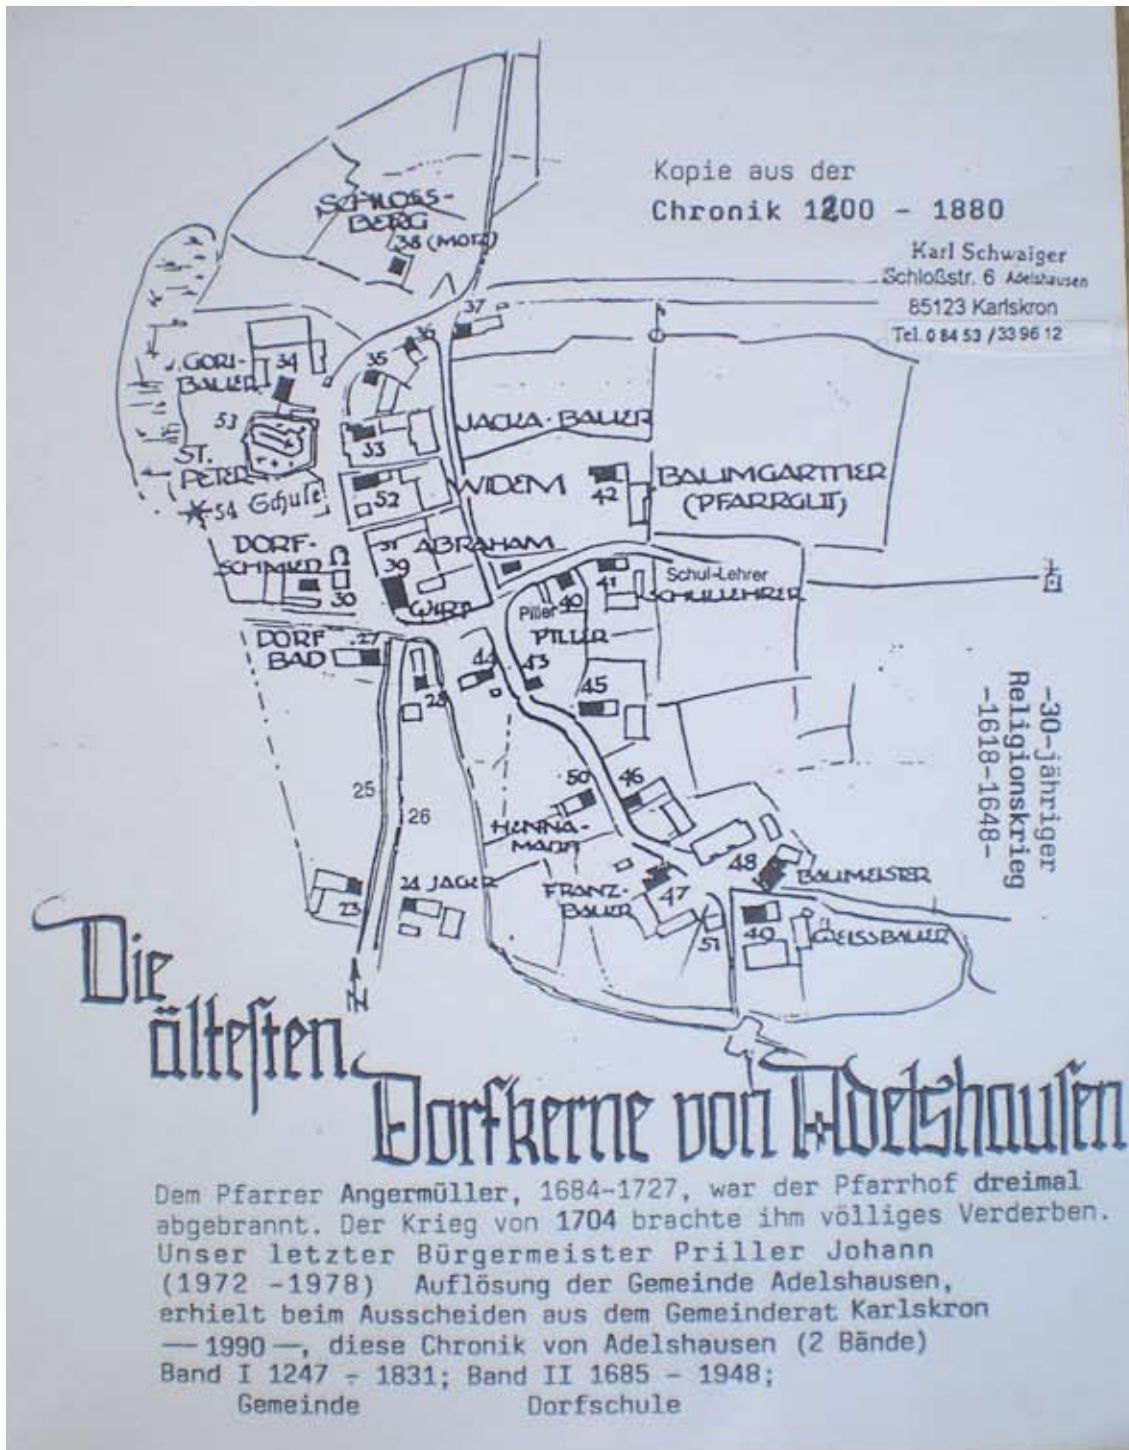 Kopie aus der
Chronik 1200 - 1880
Karl Schwaiger
Schloßstr. 6 Adelshausen
85123 Karlskron
Tel. 0 84 53 / 33 96 12
SCHLOSS-
BERG
38 (MOTZ)
37
36
35
GORI-
BAUER
34
53
ST.
PETER
54 Schule
33
JACKA-BAUER
52
WIDEM
42
BAUMGARTNER
(PFARRGUT)
DORF-
SCHMIED
30
ABRAHAM
39
WIRT
40
41
Schul-Lehrer
SCHULLEHRER
Piller
PILLER
DORF
BAD
27
28
44
43
45
25
26
50
46
HENNA-
MADR
-30-jähriger
Religionskrieg
-1618-1648-
23
24 JAGER
FRANZ-
BAUER
47
48
BAUMEISTER
51
49
GEISSBAUER
N
Die
ältesten
Dorfkerne von Adelshausen
Dem Pfarrer Angermüller, 1684-1727, war der Pfarrhof dreimal
abgebrannt. Der Krieg von 1704 brachte ihm völliges Verderben.
Unser letzter Bürgermeister Priller Johann
(1972 -1978) Auflösung der Gemeinde Adelshausen,
erhielt beim Ausscheiden aus dem Gemeinderat Karlskron
— 1990 —, diese Chronik von Adelshausen (2 Bände)
Band I 1247 - 1831; Band II 1685 - 1948;
Gemeinde Dorfschule